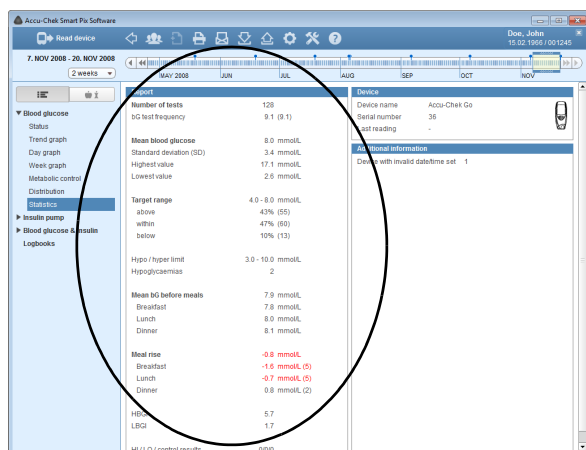 Accu-Chek Smart Pix Software
Read device
Doe, John
15.02.1966 / 001245
7. NOV 2008 - 20. NOV 2008
2 weeks
MAY 2008 JUN JUL AUG SEP OCT NOV
Blood glucose
Status
Trend graph
Day graph
Week graph
Metabolic control
Distribution
Statistics
Insulin pump
Blood glucose & insulin
Logbooks
Report
Number of tests 128
bG test frequency 9.1 (9.1)
Mean blood glucose 8.0 mmol/L
Standard deviation (SD) 3.4 mmol/L
Highest value 17.1 mmol/L
Lowest value 2.6 mmol/L
Target range 4.0 - 8.0 mmol/L
above 43% (55)
within 47% (60)
below 10% (13)
Hypo / hyper limit 3.0 - 10.0 mmol/L
Hypoglycaemias 2
Mean bG before meals 7.9 mmol/L
Breakfast 7.8 mmol/L
Lunch 8.0 mmol/L
Dinner 8.1 mmol/L
Meal rise -0.8 mmol/L
Breakfast -1.6 mmol/L (5)
Lunch -0.7 mmol/L (5)
Dinner 0.8 mmol/L (2)
HBGI 5.7
LBGI 1.7
HI / LO / control results 0/0/0
Device
Device name Accu-Chek Go
Serial number 36
Last reading -
Additional information
Device with invalid date/time set 1